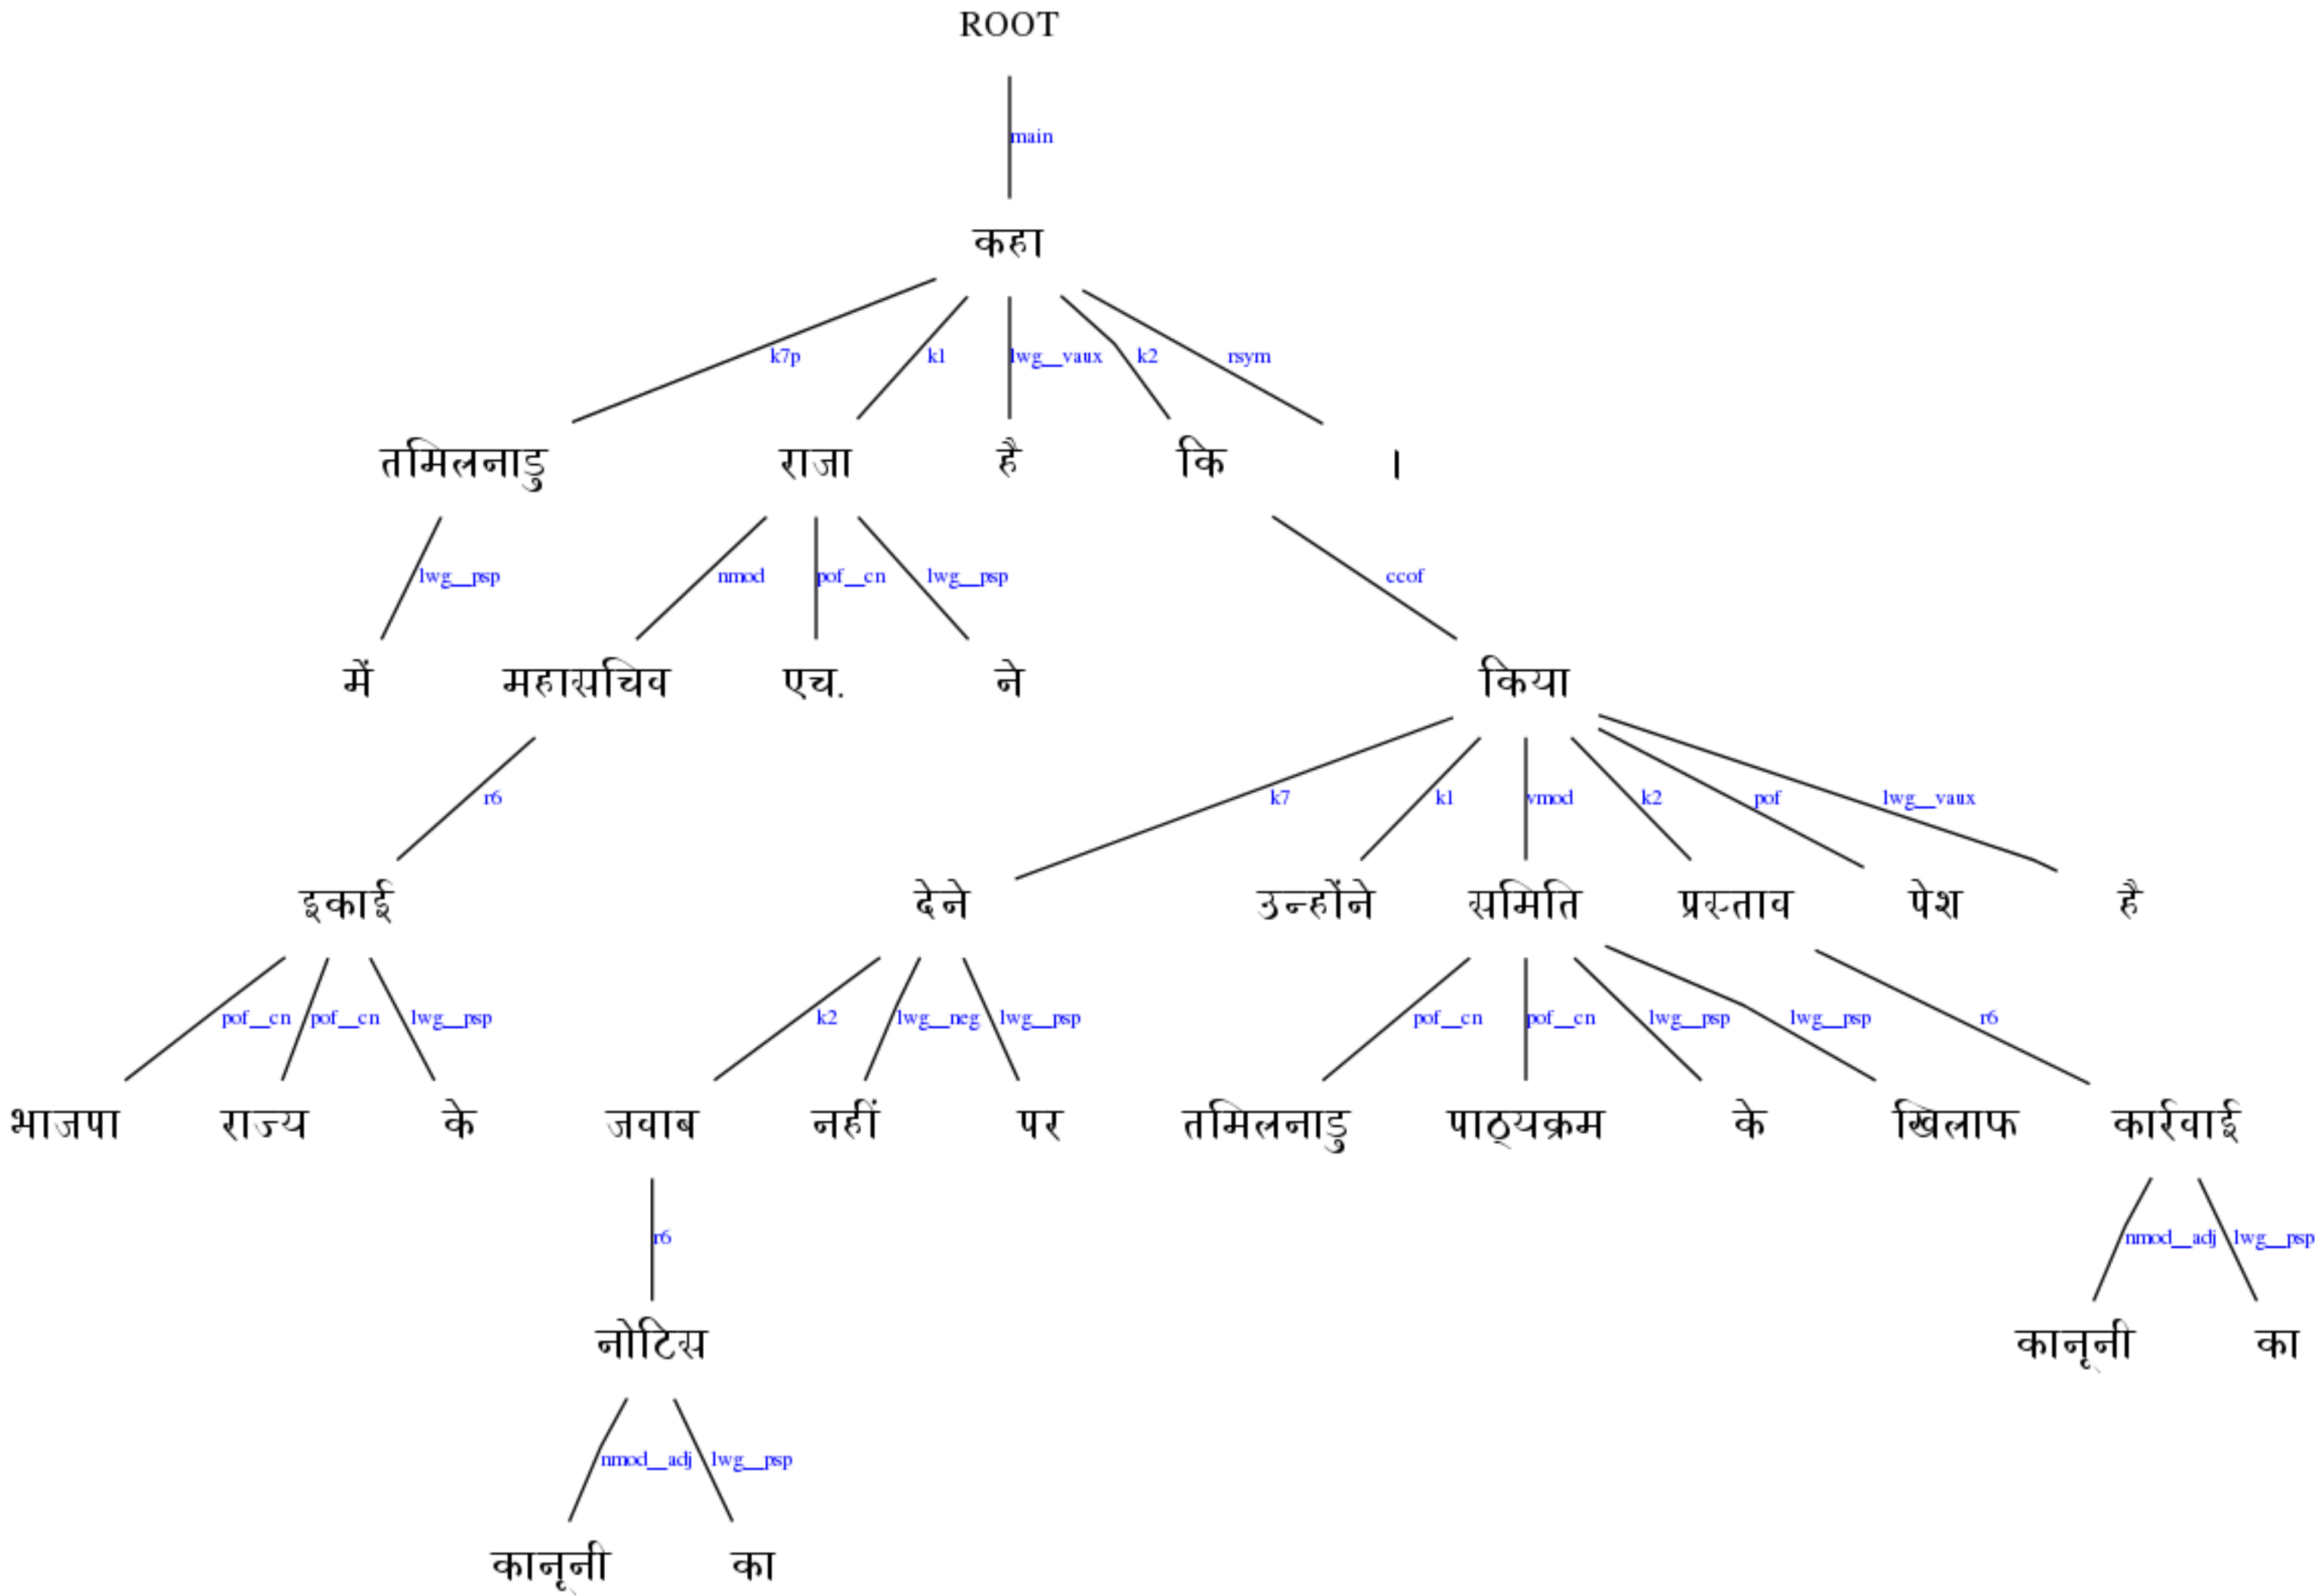 ROOT
main
कहा
k7p k1 lwg__vaux k2 rsym
तमिलनाडु राजा है कि ।
lwg__psp nmod pof__cn lwg__psp ccof
में महासचिव एच. ने किया
r6 k7 k1 vmod k2 pof lwg__vaux
इकाई देने उन्होंने समिति प्रस्ताव पेश है
pof__cn pof__cn lwg__psp k2 lwg__neg lwg__psp pof__cn pof__cn lwg__psp lwg__psp r6
भाजपा राज्य के जवाब नहीं पर तमिलनाडु पाठ्यक्रम के खिलाफ कार्रवाई
r6 nmod__adj lwg__psp
नोटिस कानूनी का
nmod__adj lwg__psp
कानूनी का